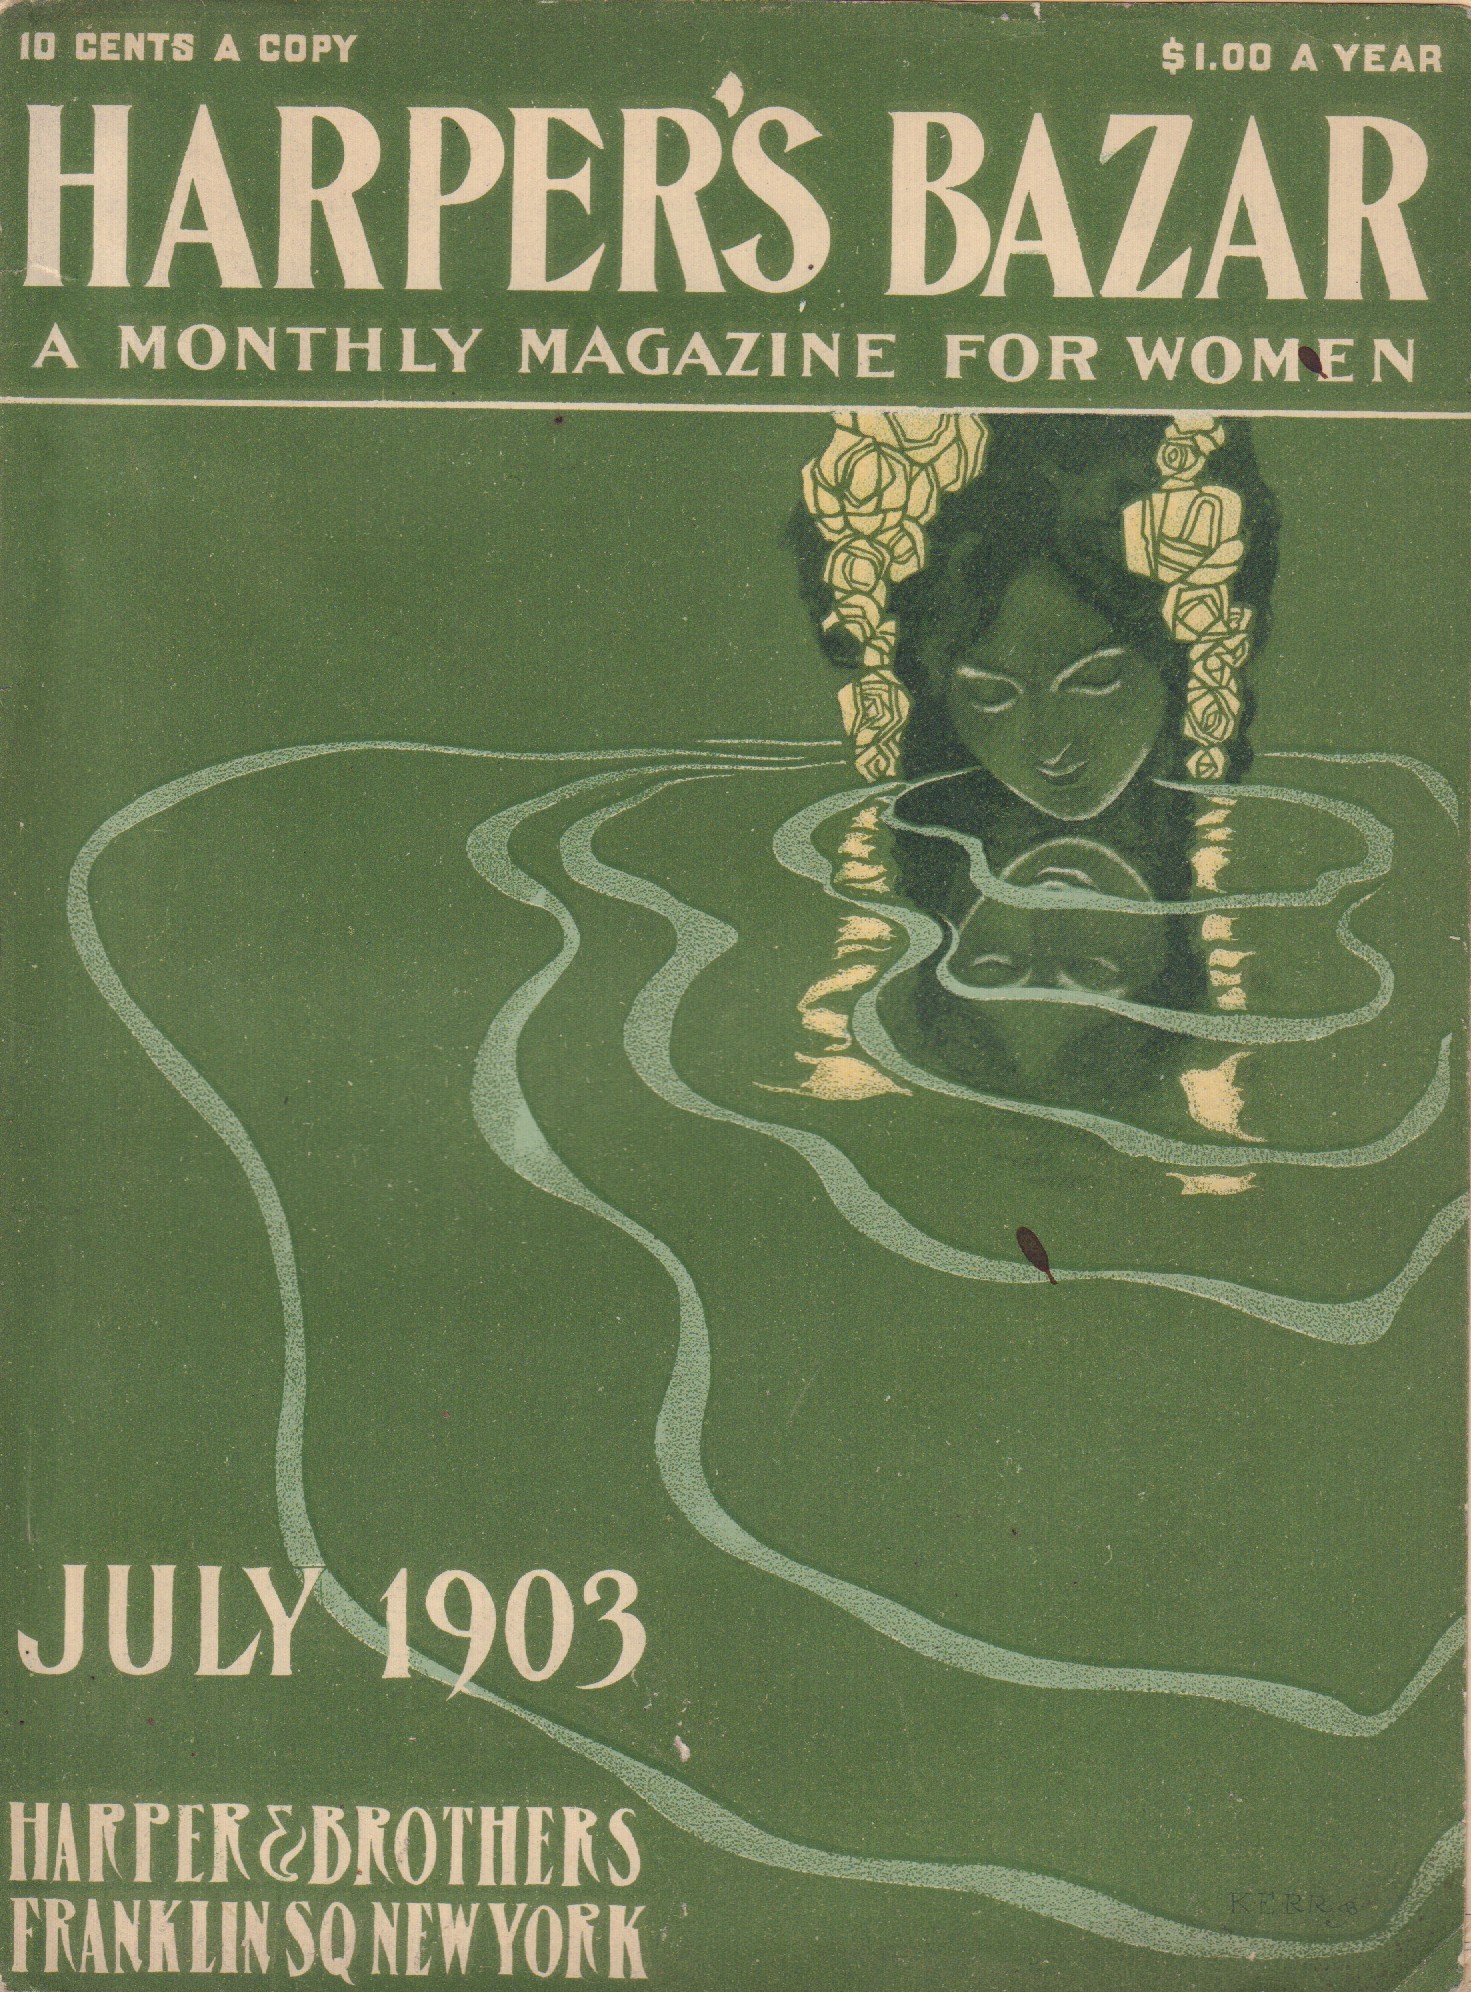 10 CENTS A COPY
$1.00 A YEAR
HARPER'S BAZAR
A MONTHLY MAGAZINE FOR WOMEN
JULY 1903
HARPER & BROTHERS
FRANKLIN SQ NEW YORK
KERR